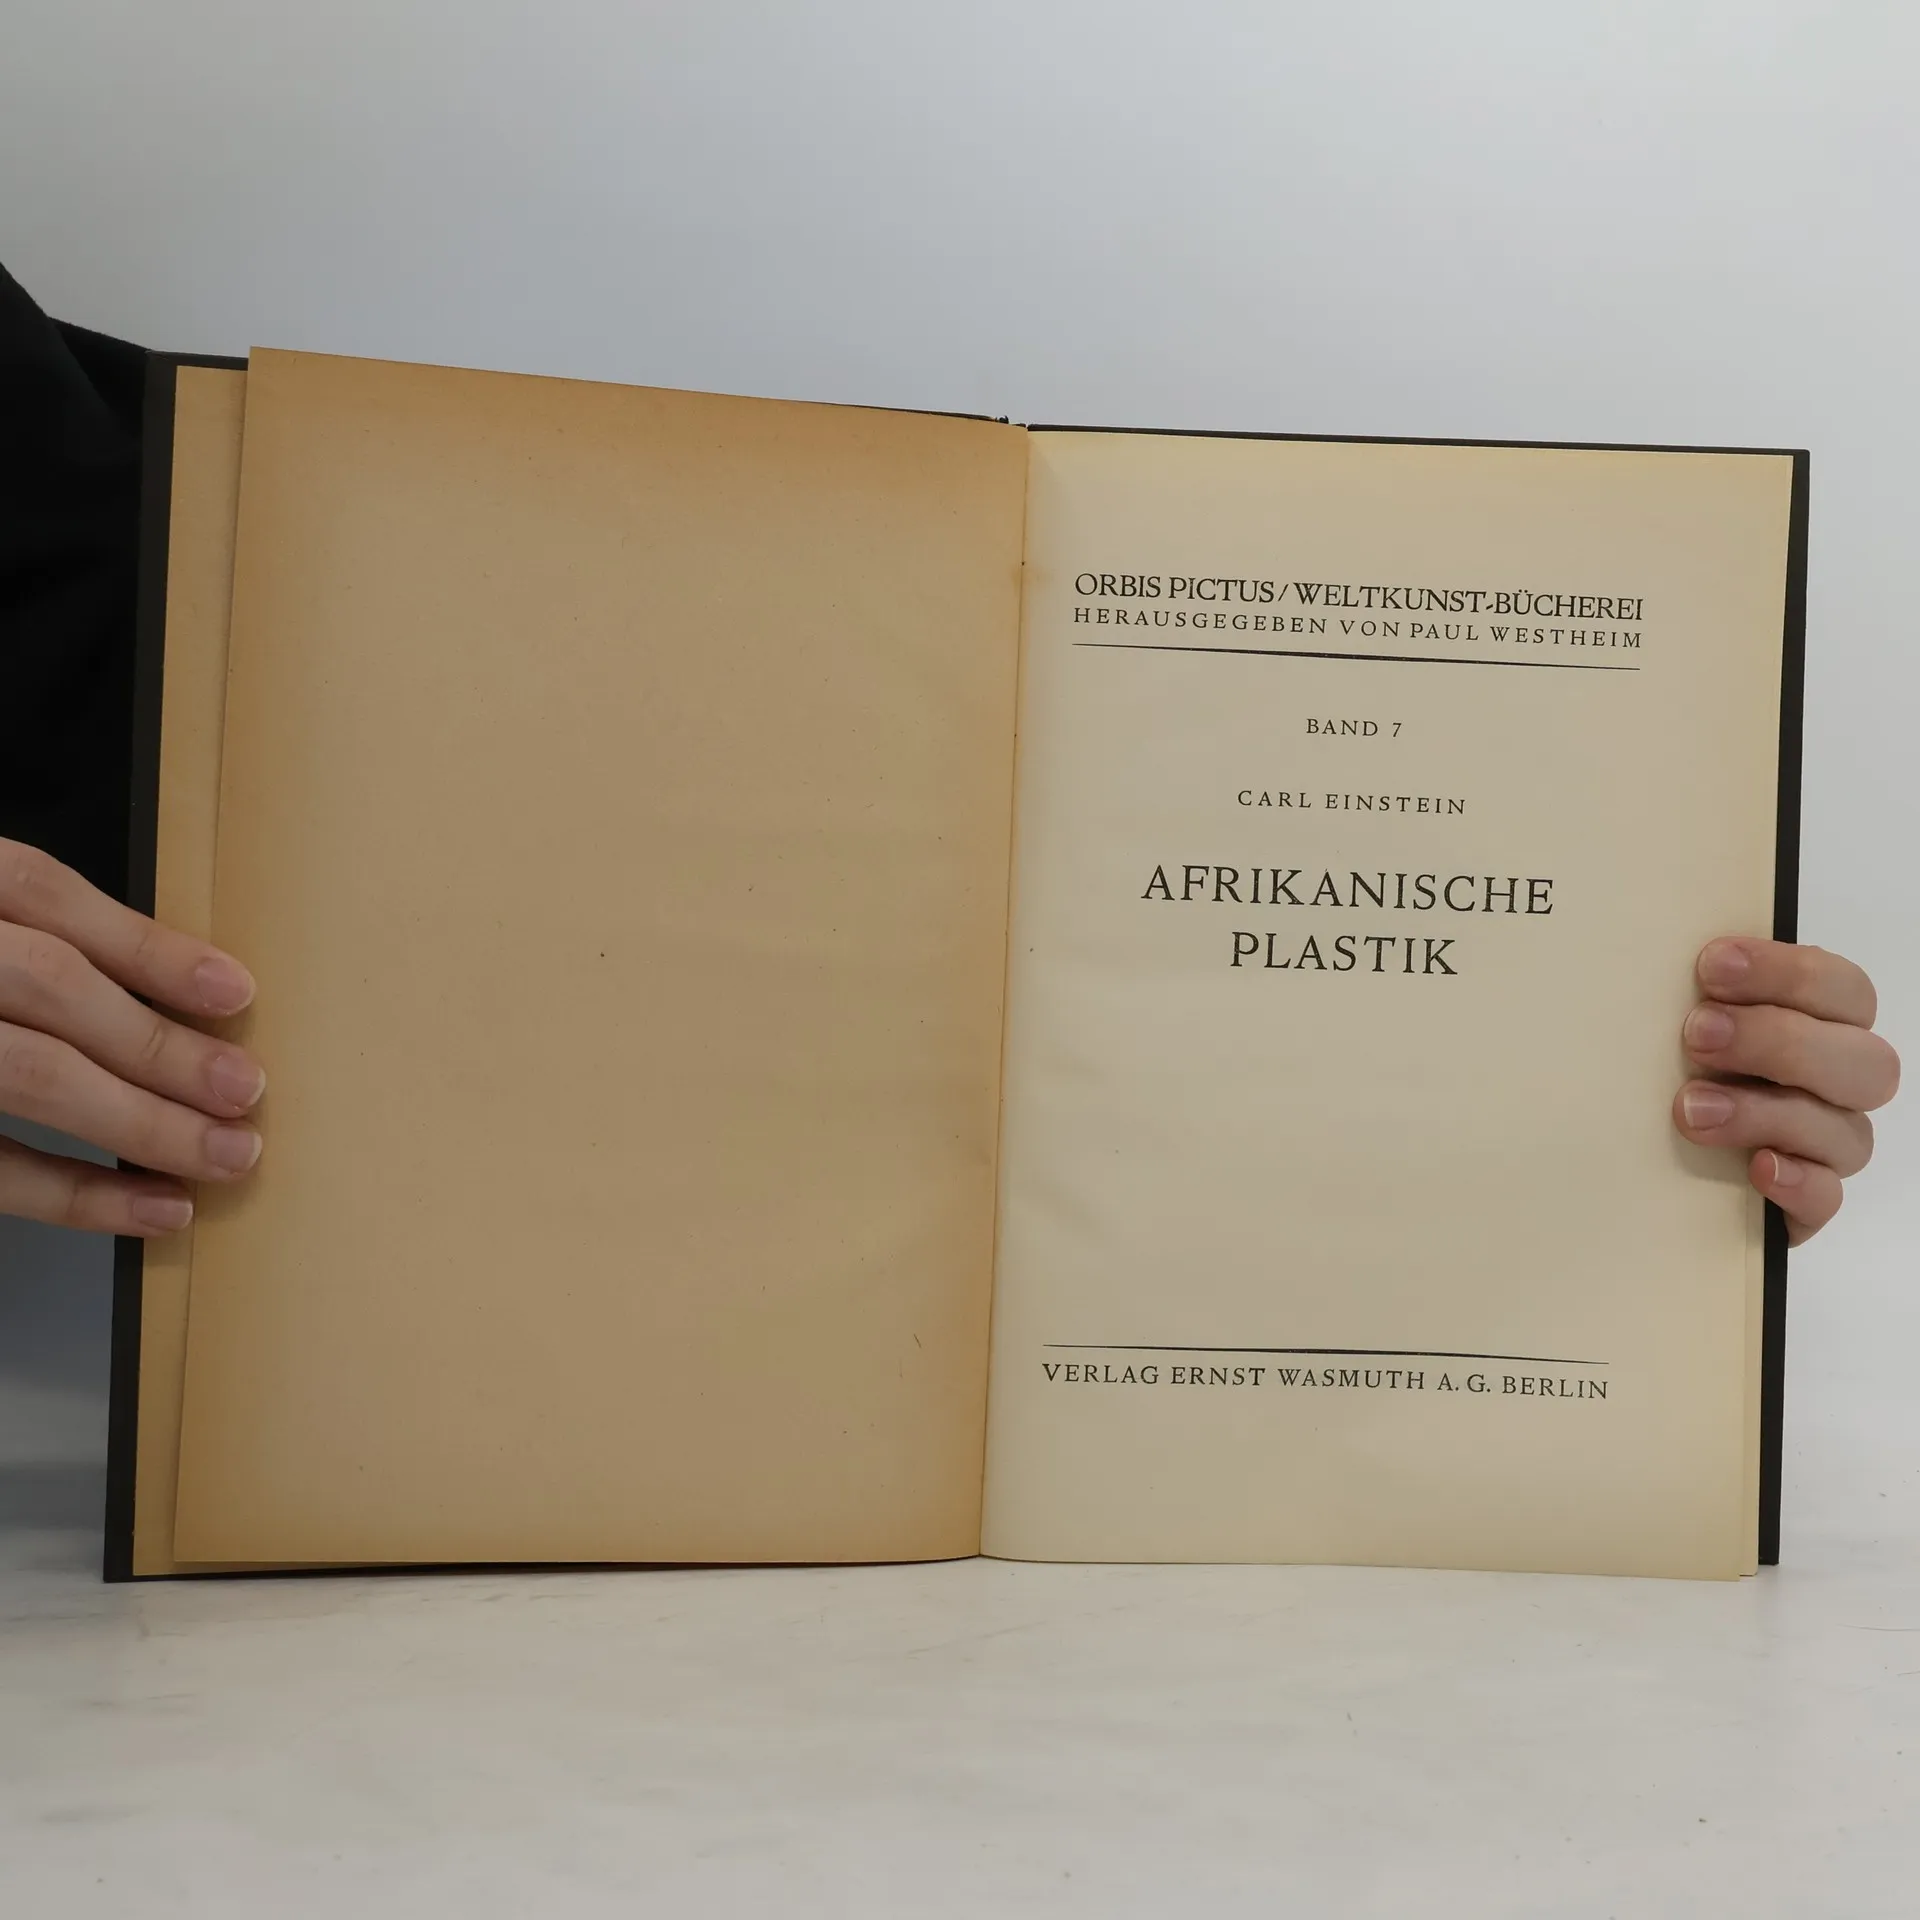 ORBIS PICTUS / WELTKUNST-BÜCHEREI
HERAUSGEGEBEN VON PAUL WESTHEIM
BAND 7
CARL EINSTEIN
AFRIKANISCHE
PLASTIK
VERLAG ERNST WASMUTH A. G. BERLIN